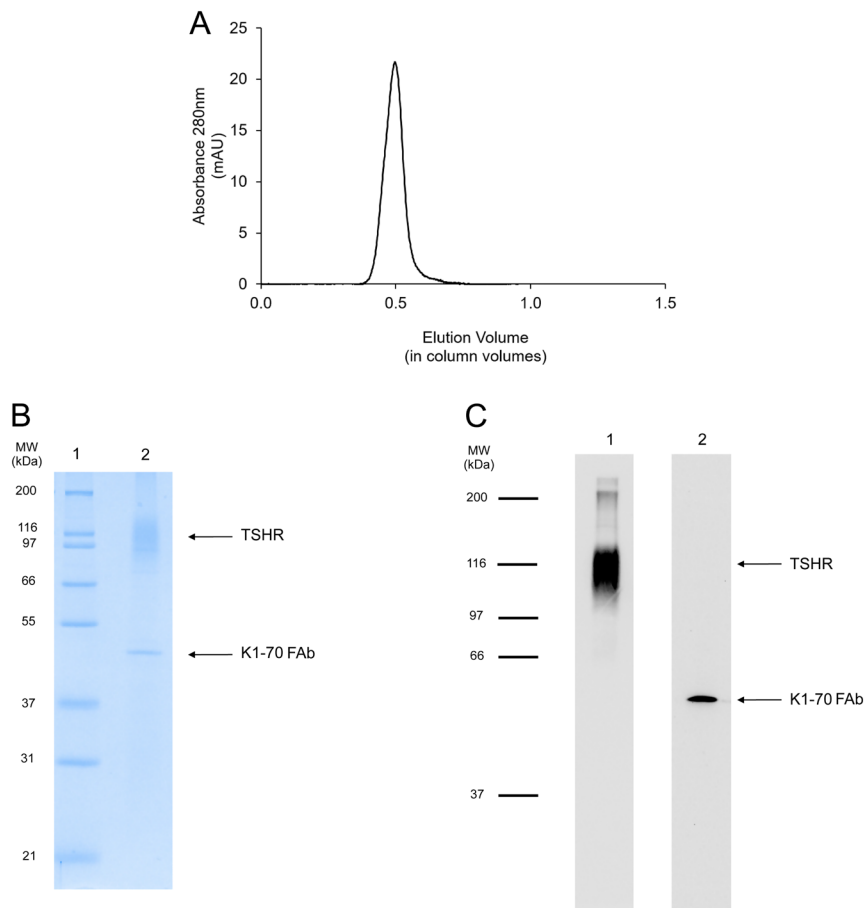 A
25
20
15
10
5
0
Absorbance 280nm
(mAU)
0.0 0.5 1.0 1.5
Elution Volume
(in column volumes)
B
MW
(kDa)
1 2
200
116
97
66
55
37
31
21
TSHR
K1-70 FAb
C
MW
(kDa)
1 2
200
116
97
66
37
TSHR
K1-70 FAb